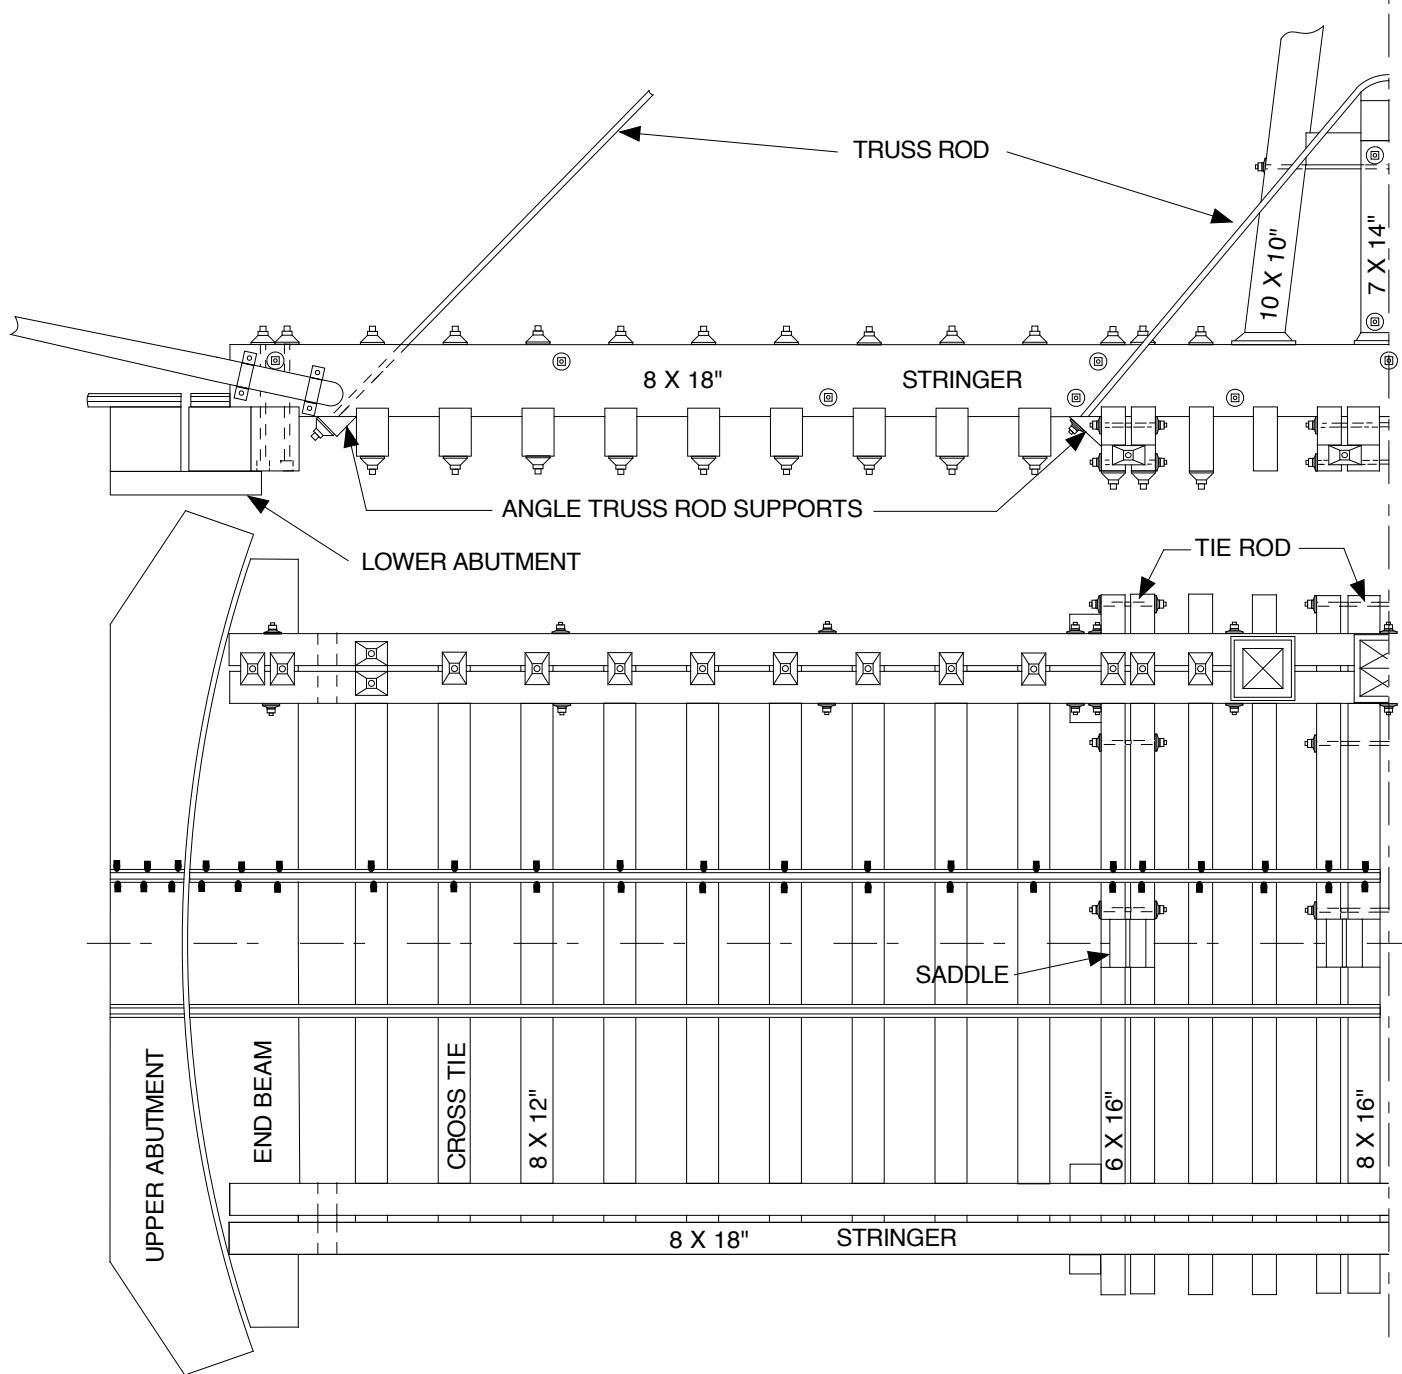 TRUSS ROD
10 X 10"
7 X 14"
8 X 18"
STRINGER
ANGLE TRUSS ROD SUPPORTS
LOWER ABUTMENT
TIE ROD
SADDLE
UPPER ABUTMENT
END BEAM
CROSS TIE
8 X 12"
6 X 16"
8 X 16"
8 X 18"
STRINGER